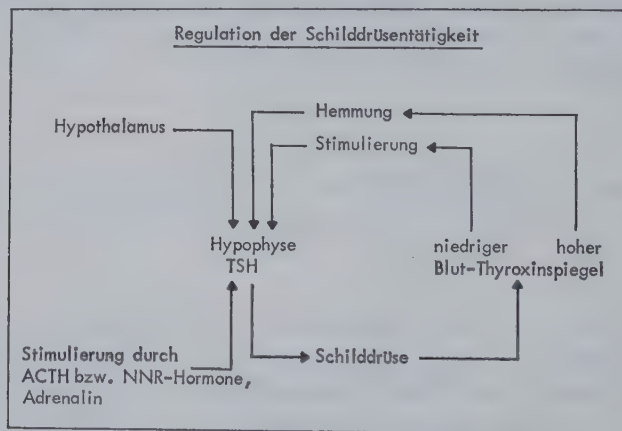 Regulation der Schilddrüsentätigkeit
Hemmung
Hypothalamus
Stimulierung
Hypophyse
TSH
niedriger hoher
Blut-Thyroxinspiegel
Stimulierung durch
ACTH bzw. NNR-Hormone,
Adrenalin
Schilddrüse